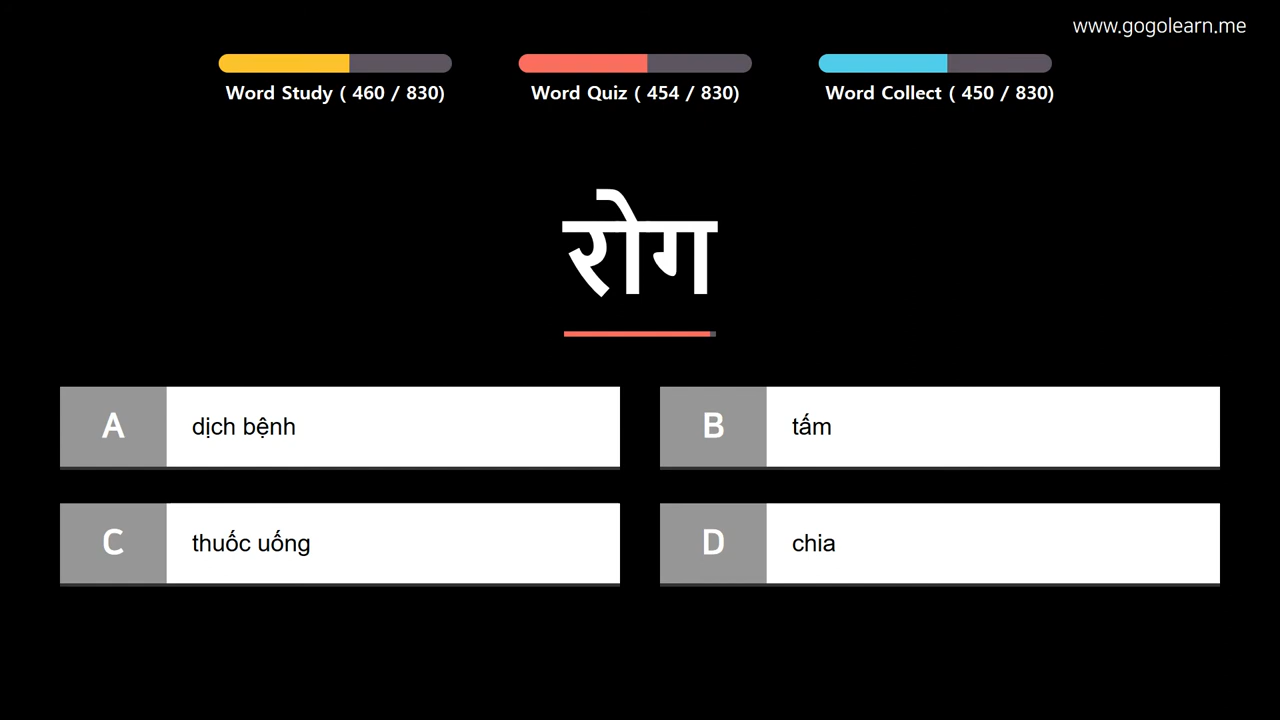 www.gogolearn.me
Word Study ( 460 / 830)
Word Quiz ( 454 / 830)
Word Collect ( 450 / 830)
रोग
A
dịch bệnh
B
tấm
C
thuốc uống
D
chia